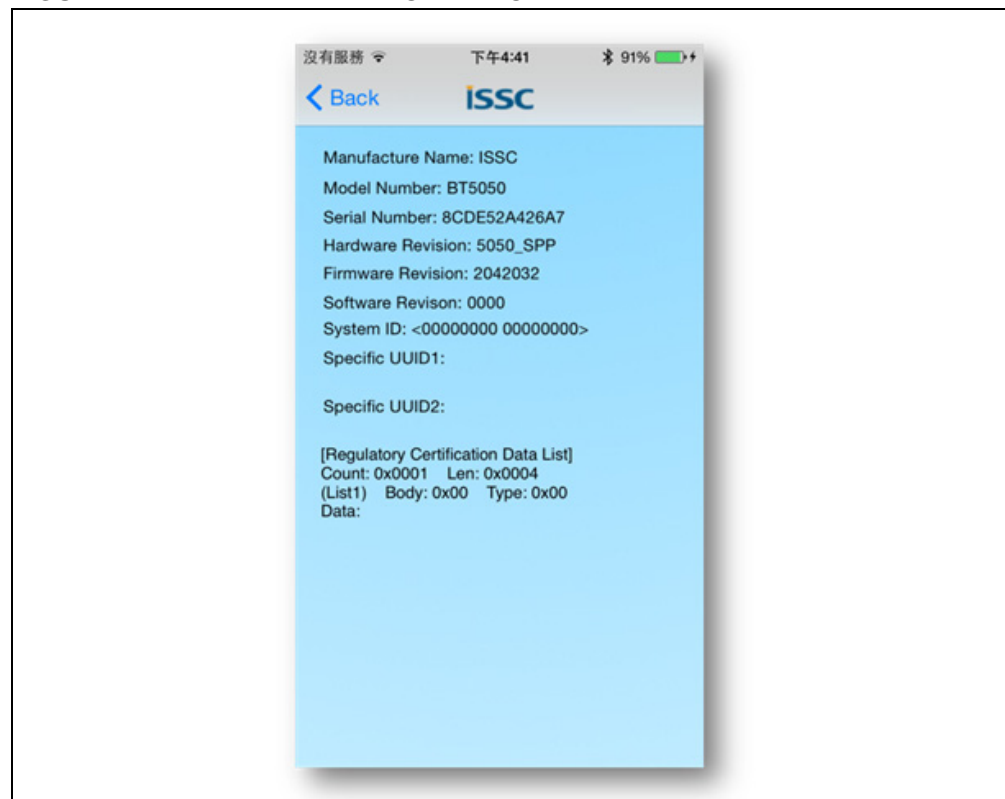 沒有服務 下午4:41 91%
Back ISSC
Manufacture Name: ISSC
Model Number: BT5050
Serial Number: 8CDE52A426A7
Hardware Revision: 5050_SPP
Firmware Revision: 2042032
Software Revison: 0000
System ID: <00000000 00000000>
Specific UUID1:
Specific UUID2:
[Regulatory Certification Data List]
Count: 0x0001 Len: 0x0004
(List1) Body: 0x00 Type: 0x00
Data: